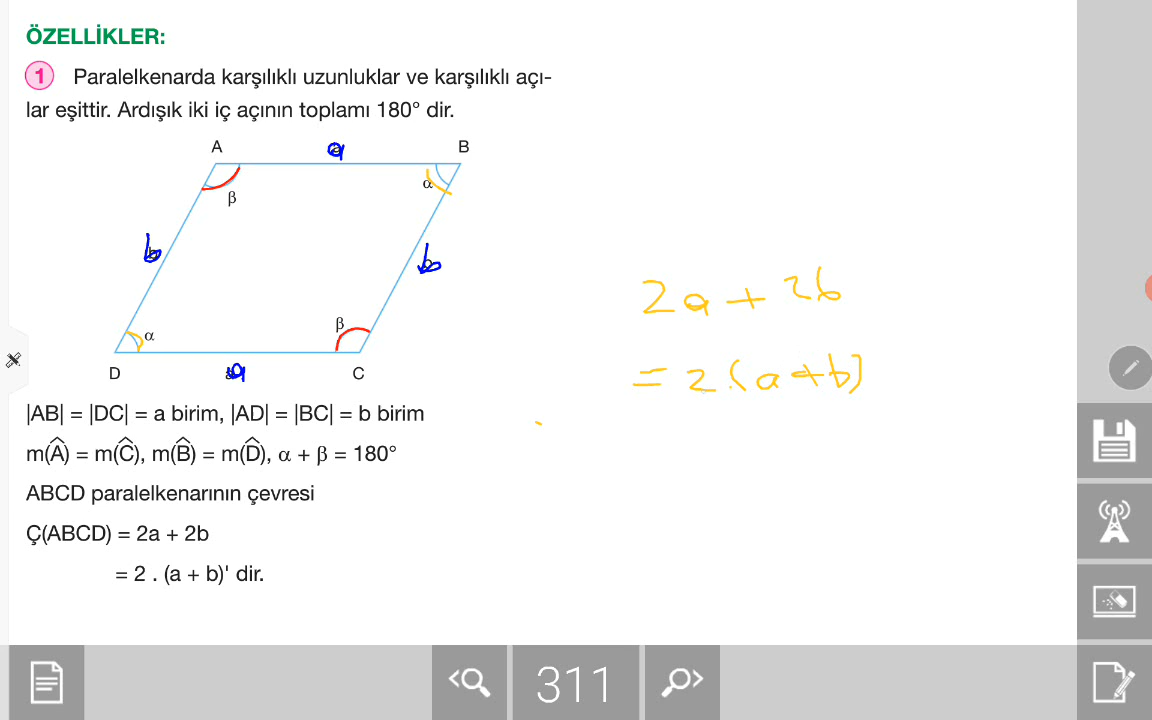 ÖZELLİKLER:
1 Paralelkenarda karşılıklı uzunluklar ve karşılıklı açı-
lar eşittir. Ardışık iki iç açının toplamı 180° dir.
A a B
β α
b b
α β
D a C
2a + 2b
= 2.(a+b)
|AB| = |DC| = a birim, |AD| = |BC| = b birim
m(Â) = m(Ĉ), m(B̂) = m(D̂), α + β = 180°
ABCD paralelkenarının çevresi
Ç(ABCD) = 2a + 2b
= 2 . (a + b)' dir.
311